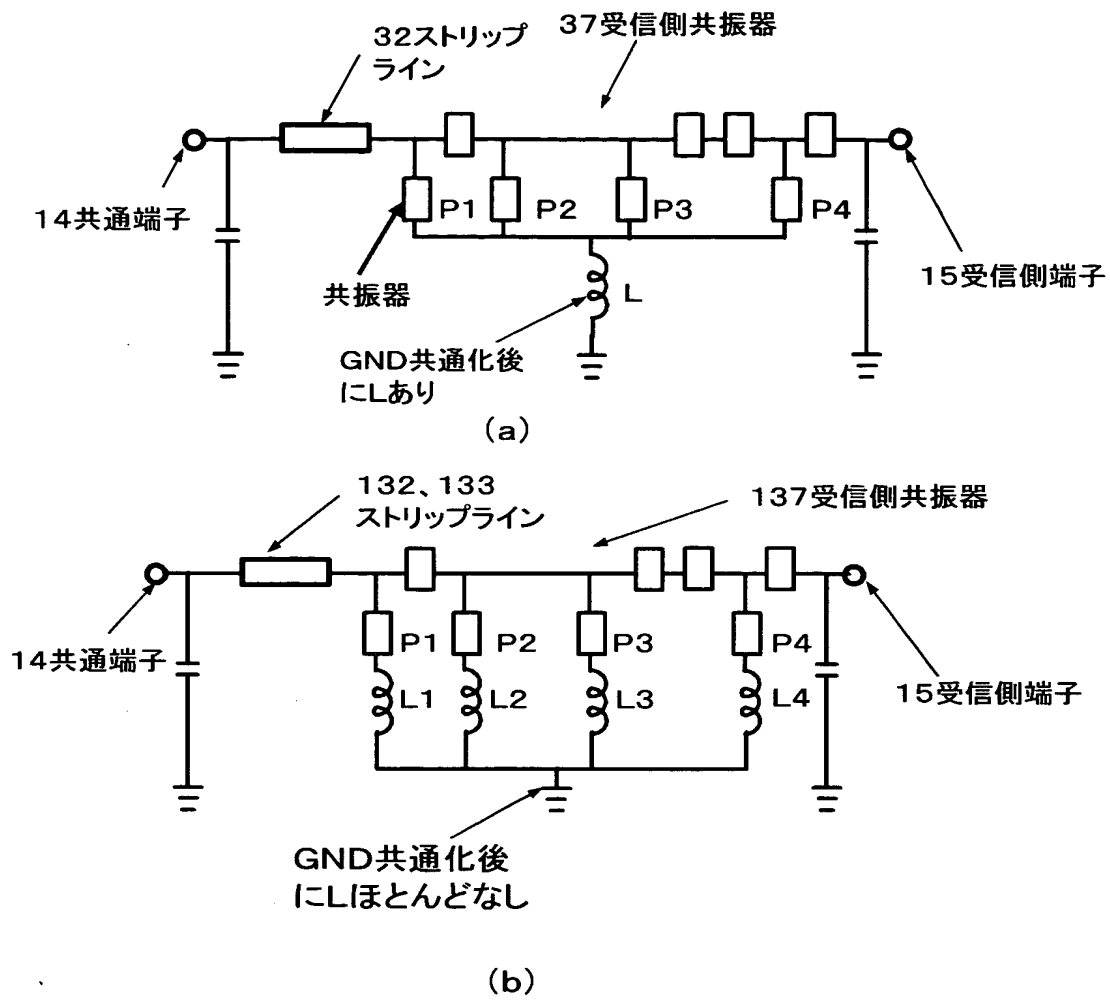 32ストリップ
ライン
37受信側共振器
14共通端子
P1
P2
P3
P4
共振器
L
15受信側端子
GND共通化後
にLあり
(a)
132、133
ストリップライン
137受信側共振器
14共通端子
P1
P2
P3
P4
L1
L2
L3
L4
15受信側端子
GND共通化後
にLほとんどなし
(b)